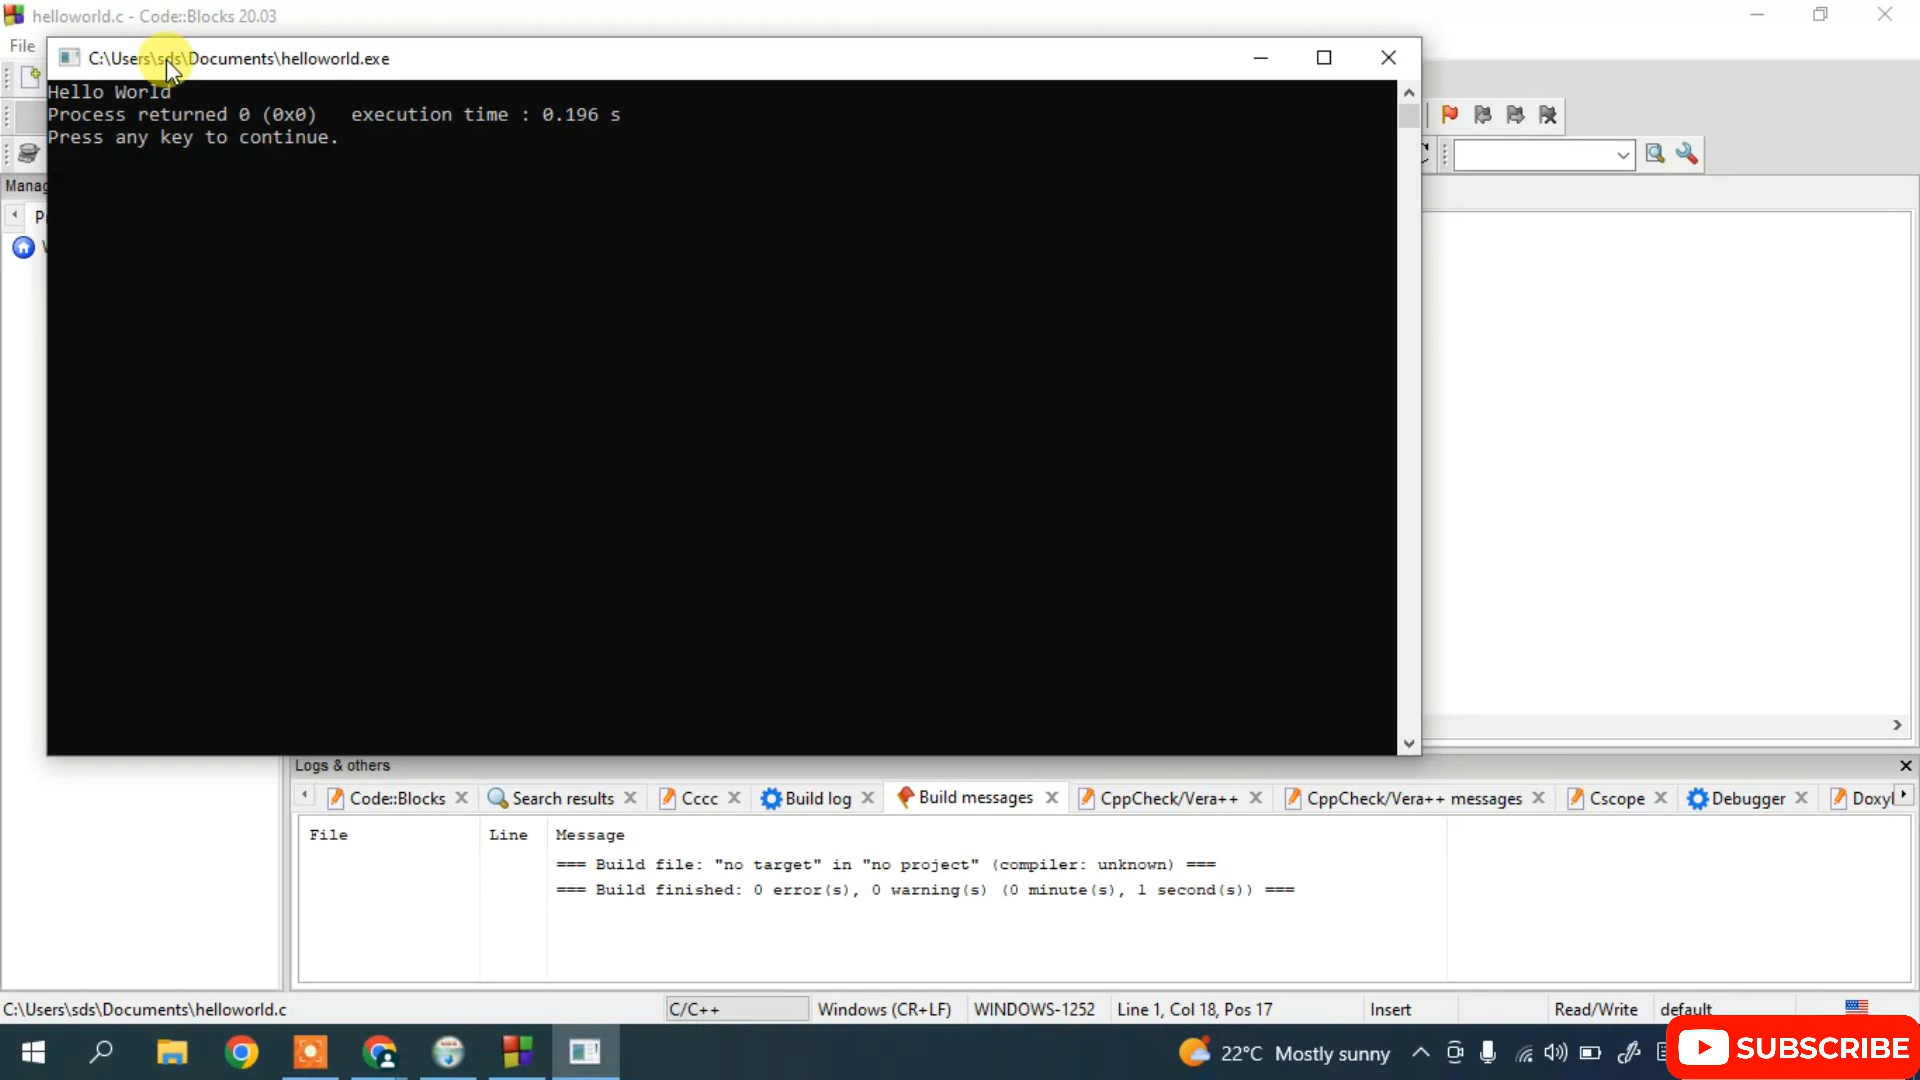 helloworld.c - Code::Blocks 20.03
File
C:\Users\sds\Documents\helloworld.exe
Hello World
Process returned 0 (0x0)   execution time : 0.196 s
Press any key to continue.
Manag
Logs & others
Code::Blocks
Search results
Cccc
Build log
Build messages
CppCheck/Vera++
CppCheck/Vera++ messages
Cscope
Debugger
Doxyl
File
Line
Message
=== Build file: "no target" in "no project" (compiler: unknown) ===
=== Build finished: 0 error(s), 0 warning(s) (0 minute(s), 1 second(s)) ===
C:\Users\sds\Documents\helloworld.c
C/C++
Windows (CR+LF)
WINDOWS-1252
Line 1, Col 18, Pos 17
Insert
Read/Write
default
22°C Mostly sunny
SUBSCRIBE